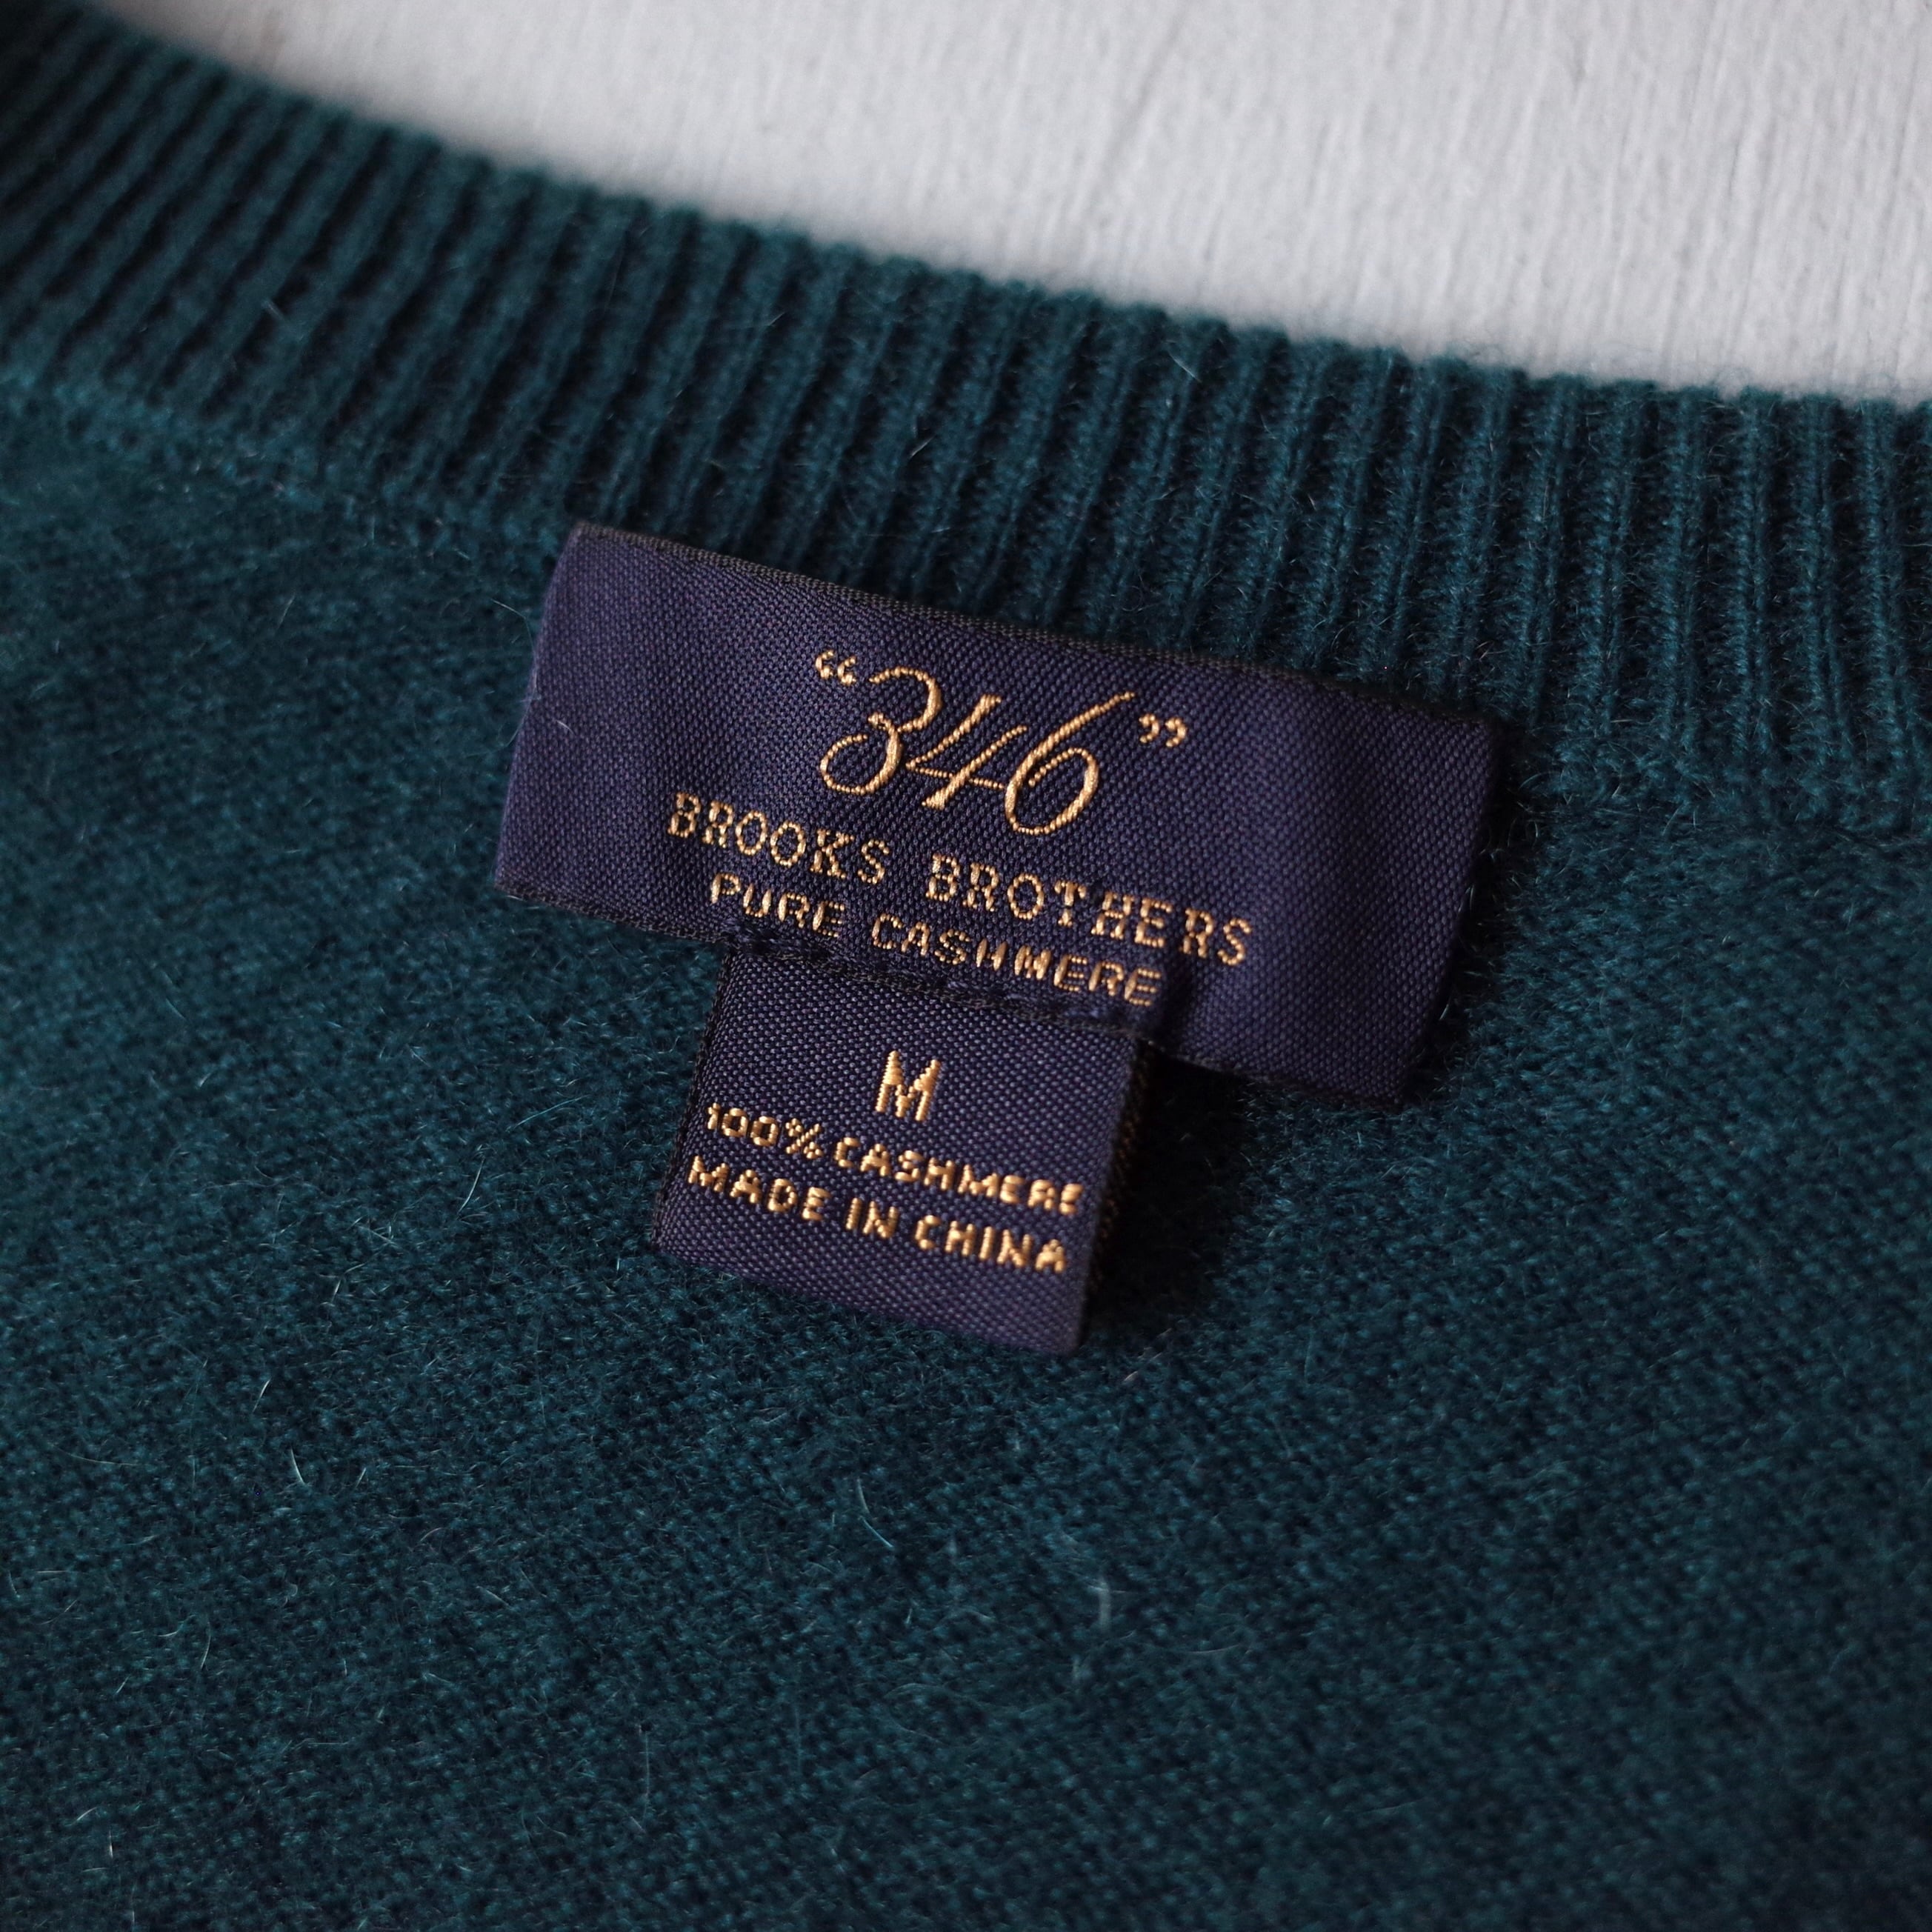 “346”
BROOKS BROTHERS
PURE CASHMERE
M
100% CASHMERE
MADE IN CHINA